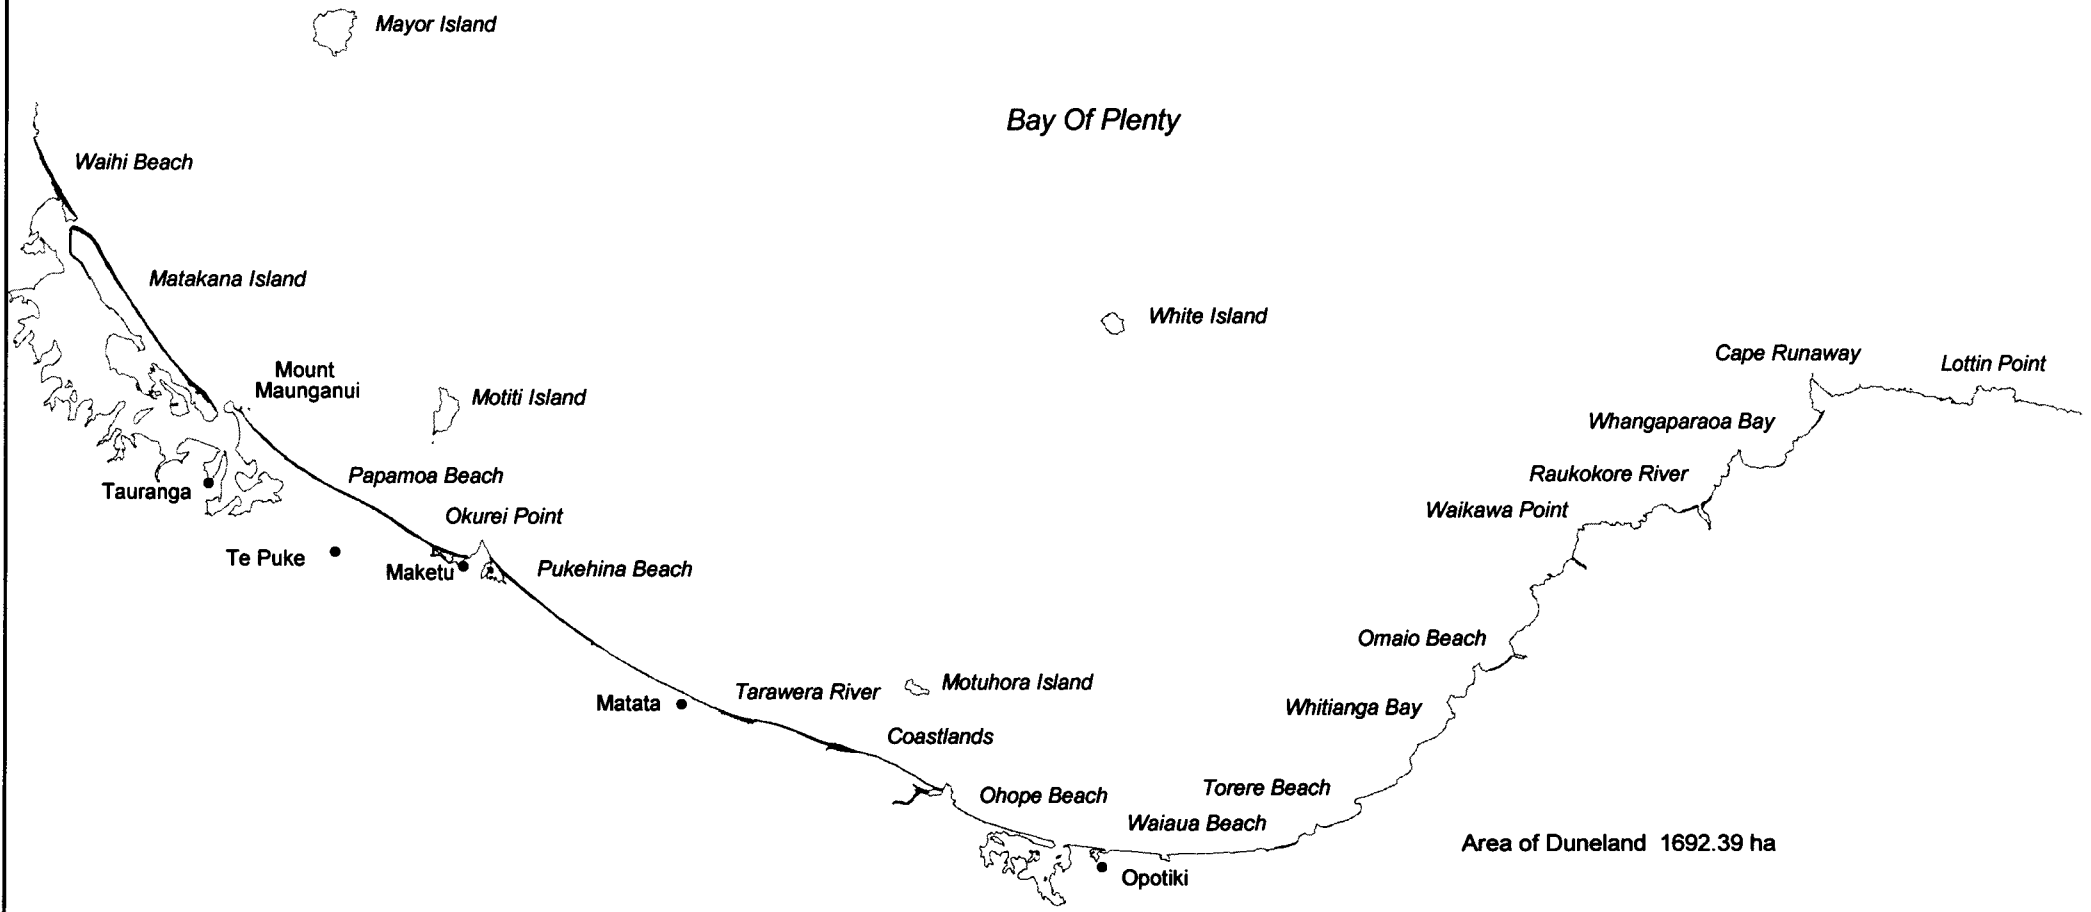 Mayor Island
Bay Of Plenty
Waihi Beach
Matakana Island
White Island
Cape Runaway
Lottin Point
Mount
Maunganui
Motiti Island
Whangaparaoa Bay
Papamoa Beach
Raukokore River
Tauranga
Okurei Point
Waikawa Point
Te Puke
Maketu
Pukehina Beach
Omaio Beach
Matata
Tarawera River
Motuhora Island
Whitianga Bay
Coastlands
Ohope Beach
Torere Beach
Waiaua Beach
Area of Duneland 1692.39 ha
Opotiki